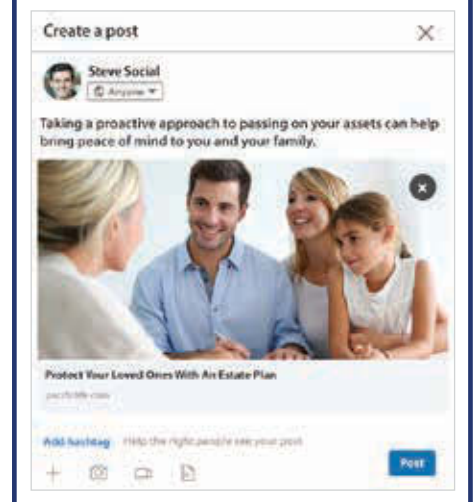 Create a post
Steve Social
Anyone
Taking a proactive approach to passing on your assets can help
bring peace of mind to you and your family.
Protect Your Loved Ones With An Estate Plan
pacificlife.com
Add hashtag Help the right people see your post
Post